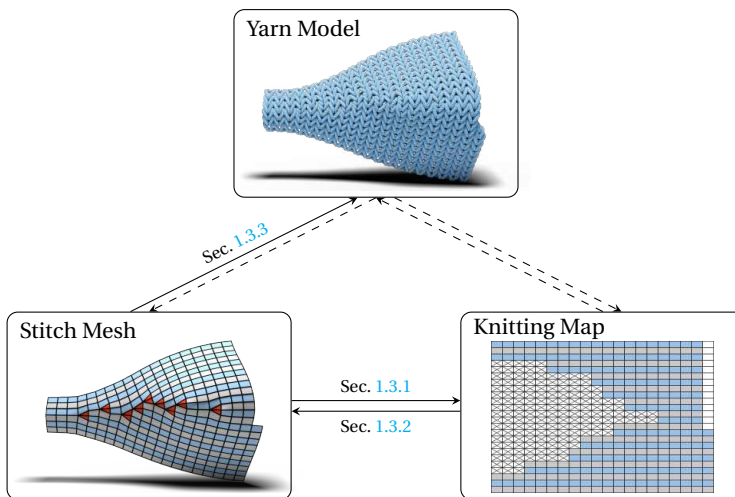 Yarn Model
Sec. 1.3.3
Stitch Mesh
Knitting Map
Sec. 1.3.1
Sec. 1.3.2